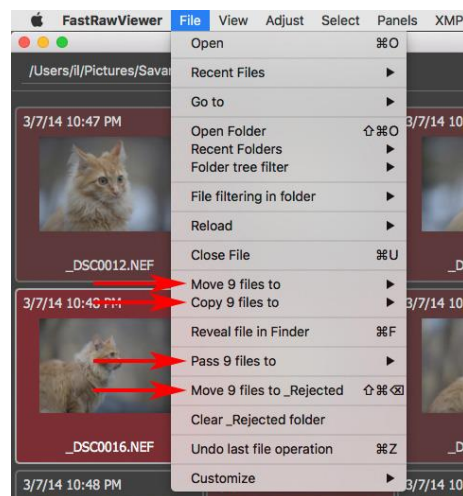 FastRawViewer File View Adjust Select Panels XMP
/Users/il/Pictures/Savar
3/7/14 10:47 PM
_DSC0012.NEF
3/7/14 10:48 PM
_DSC0016.NEF
3/7/14 10:48 PM
Open ⌘O
Recent Files ▶
Go to ▶
Open Folder ⇧⌘O
Recent Folders ▶
Folder tree filter ▶
File filtering in folder ▶
Reload ▶
Close File ⌘U
Move 9 files to ▶
Copy 9 files to ▶
Reveal file in Finder ⌘F
Pass 9 files to ▶
Move 9 files to _Rejected ⇧⌘⌫
Clear _Rejected folder
Undo last file operation ⌘Z
Customize ▶
3/7/14 10
_D
3/7/14 10
_D
3/7/14 10